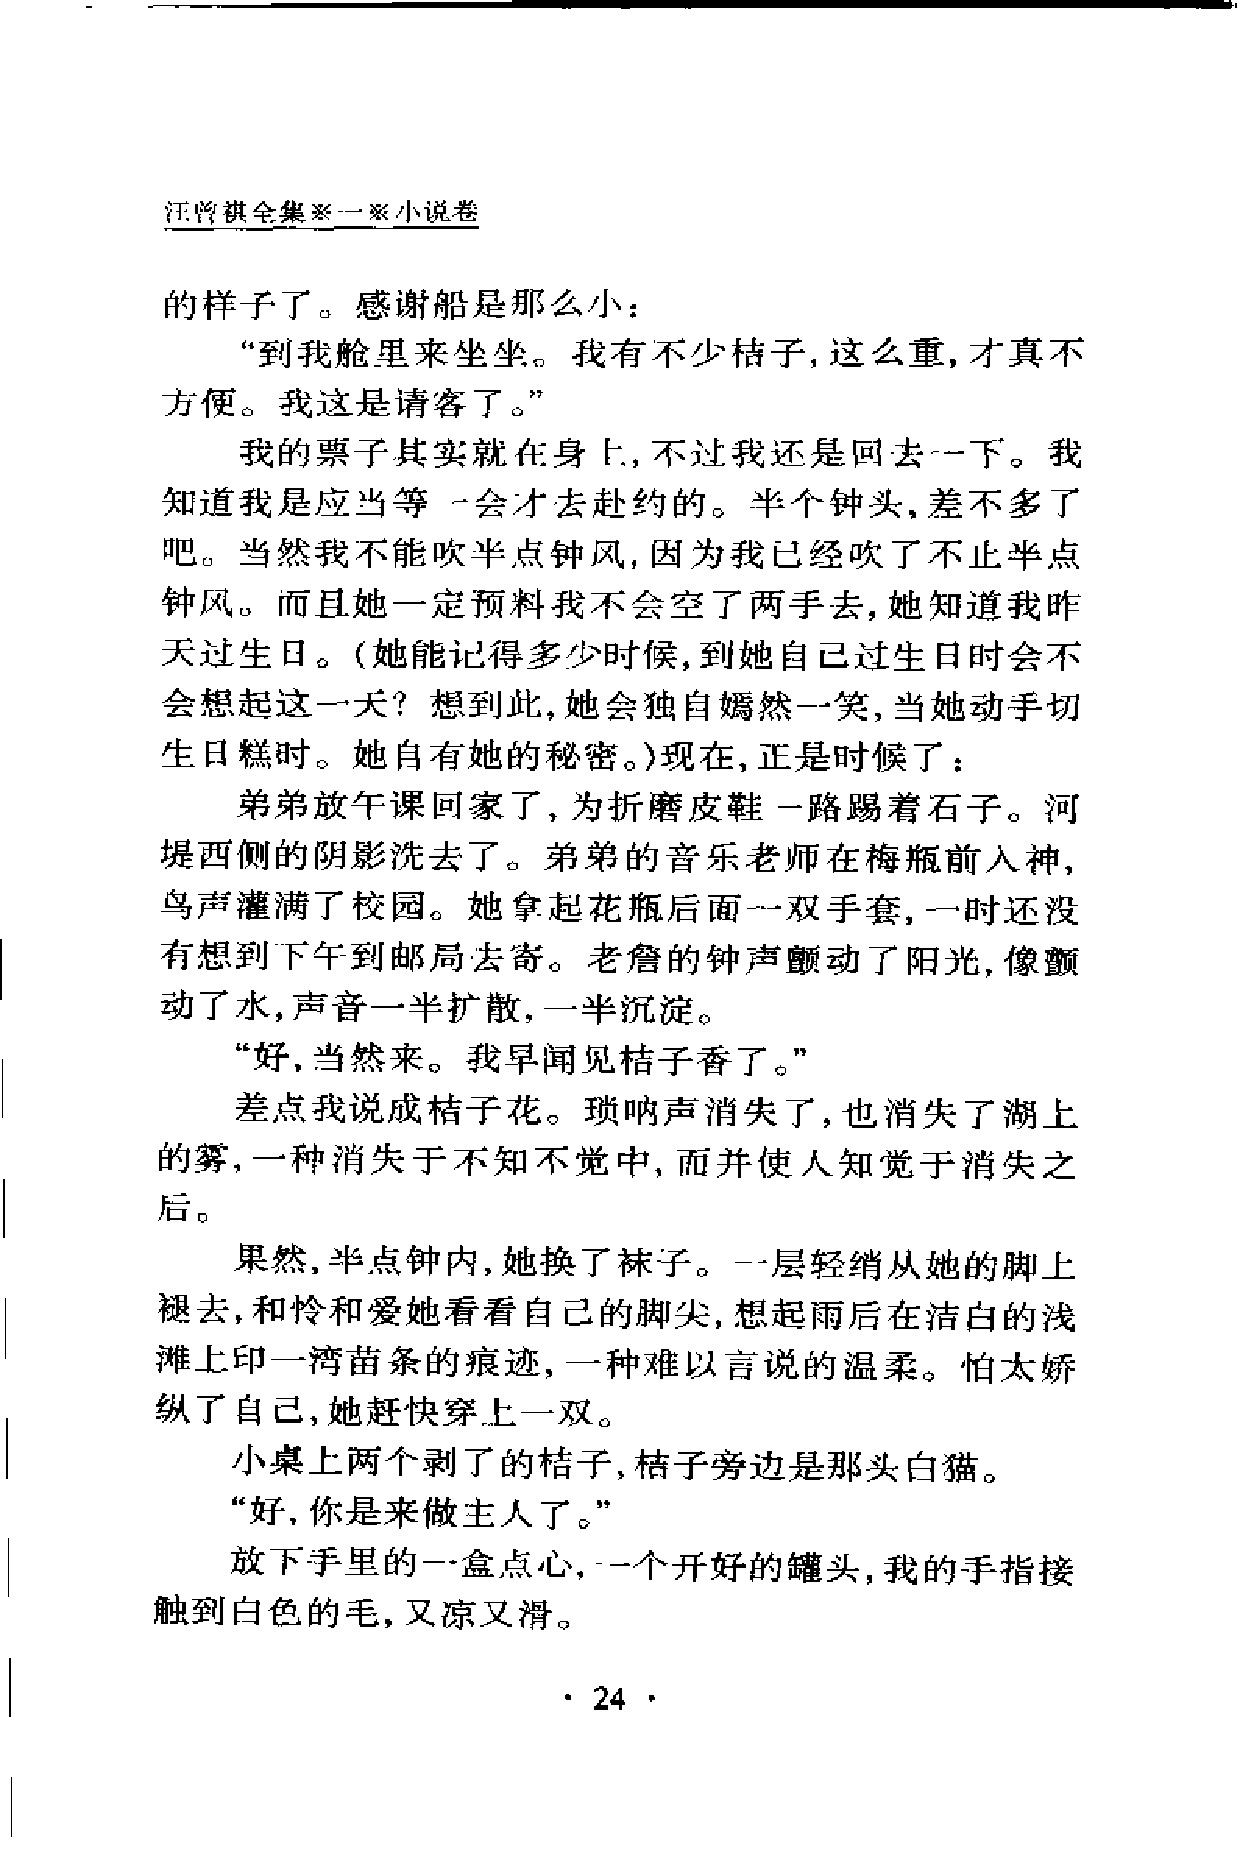 汪曾祺全集※一※小说卷
的样子了。感谢船是那么小：
“到我舱里来坐坐。我有不少桔子，这么重，才真不
方便。我这是请客了。”
我的票子其实就在身上，不过我还是回去一下。我
知道我是应当等一会才去赴约的。半个钟头，差不多了
吧。当然我不能吹半点钟风，因为我已经吹了不止半点
钟风。而且她一定预料我不会空了两手去，她知道我昨
天过生日。（她能记得多少时候，到她自己过生日时会不
会想起这一天？想到此，她会独自嫣然一笑，当她动手切
生日糕时。她自有她的秘密。）现在，正是时候了：
弟弟放午课回家了，为折磨皮鞋一路踢着石子。河
堤西侧的阴影洗去了。弟弟的音乐老师在梅瓶前入神，
鸟声灌满了校园。她拿起花瓶后面一双手套，一时还没
有想到下午到邮局去寄。老詹的钟声颤动了阳光，像颤
动了水，声音一半扩散，一半沉淀。
“好，当然来。我早闻见桔子香了。”
差点我说成桔子花。琐呐声消失了，也消失了湖上
的雾，一种消失于不知不觉中，而并使人知觉于消失之
后。
果然，半点钟内，她换了袜子。一层轻绡从她的脚上
褪去，和怜和爱她看看自己的脚尖，想起雨后在洁白的浅
滩上印一湾苗条的痕迹，一种难以言说的温柔。怕太娇
纵了自己，她赶快穿上一双。
小桌上两个剥了的桔子，桔子旁边是那头白猫。
“好，你是来做主人了。”
放下手里的一盒点心，一个开好的罐头，我的手指接
触到白色的毛，又凉又滑。
· 24 ·